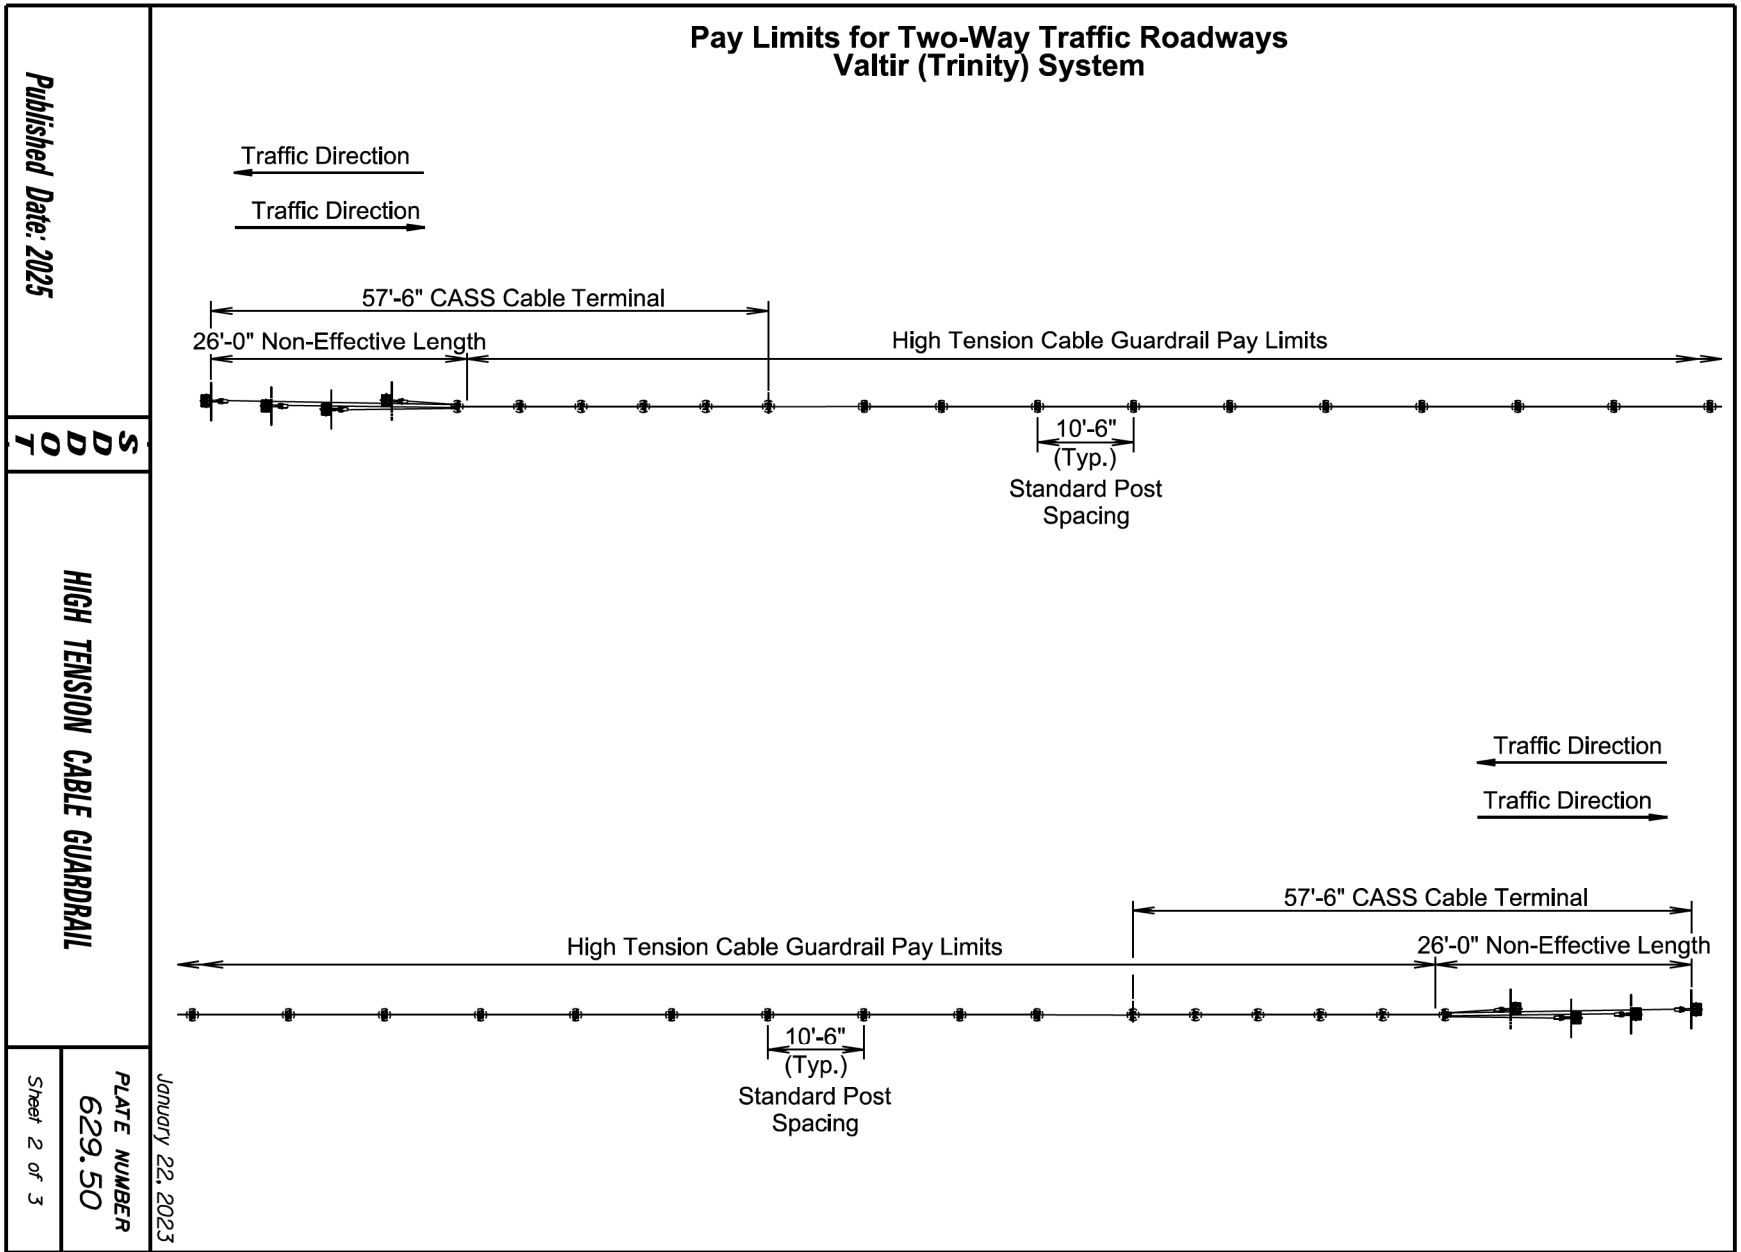 Pay Limits for Two-Way Traffic Roadways
Valtir (Trinity) System
Traffic Direction
Traffic Direction
57'-6" CASS Cable Terminal
26'-0" Non-Effective Length
High Tension Cable Guardrail Pay Limits
10'-6"
(Typ.)
Standard Post
Spacing
Traffic Direction
Traffic Direction
57'-6" CASS Cable Terminal
High Tension Cable Guardrail Pay Limits
26'-0" Non-Effective Length
10'-6"
(Typ.)
Standard Post
Spacing
January 22, 2023
Published Date: 2025
S
D
D
O
T
HIGH TENSION CABLE GUARDRAIL
PLATE NUMBER
629.50
Sheet 2 of 3